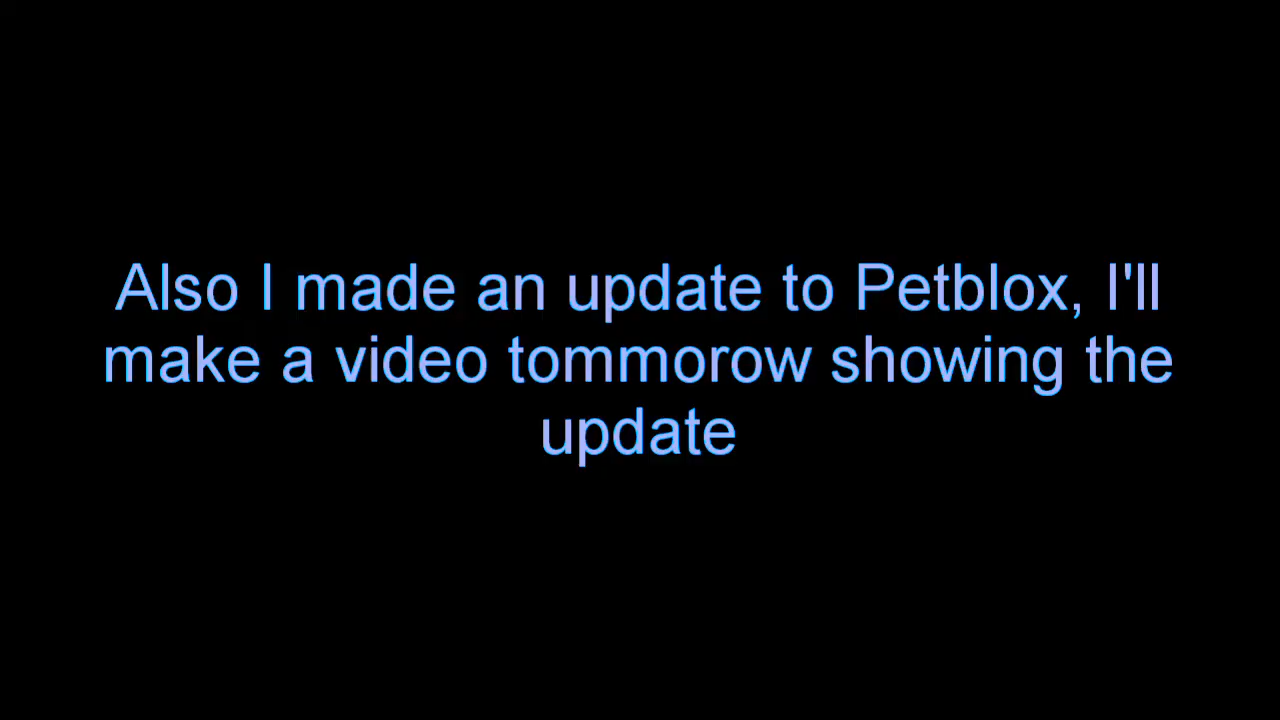 Also I made an update to Petblox, I'll
make a video tommorow showing the
update